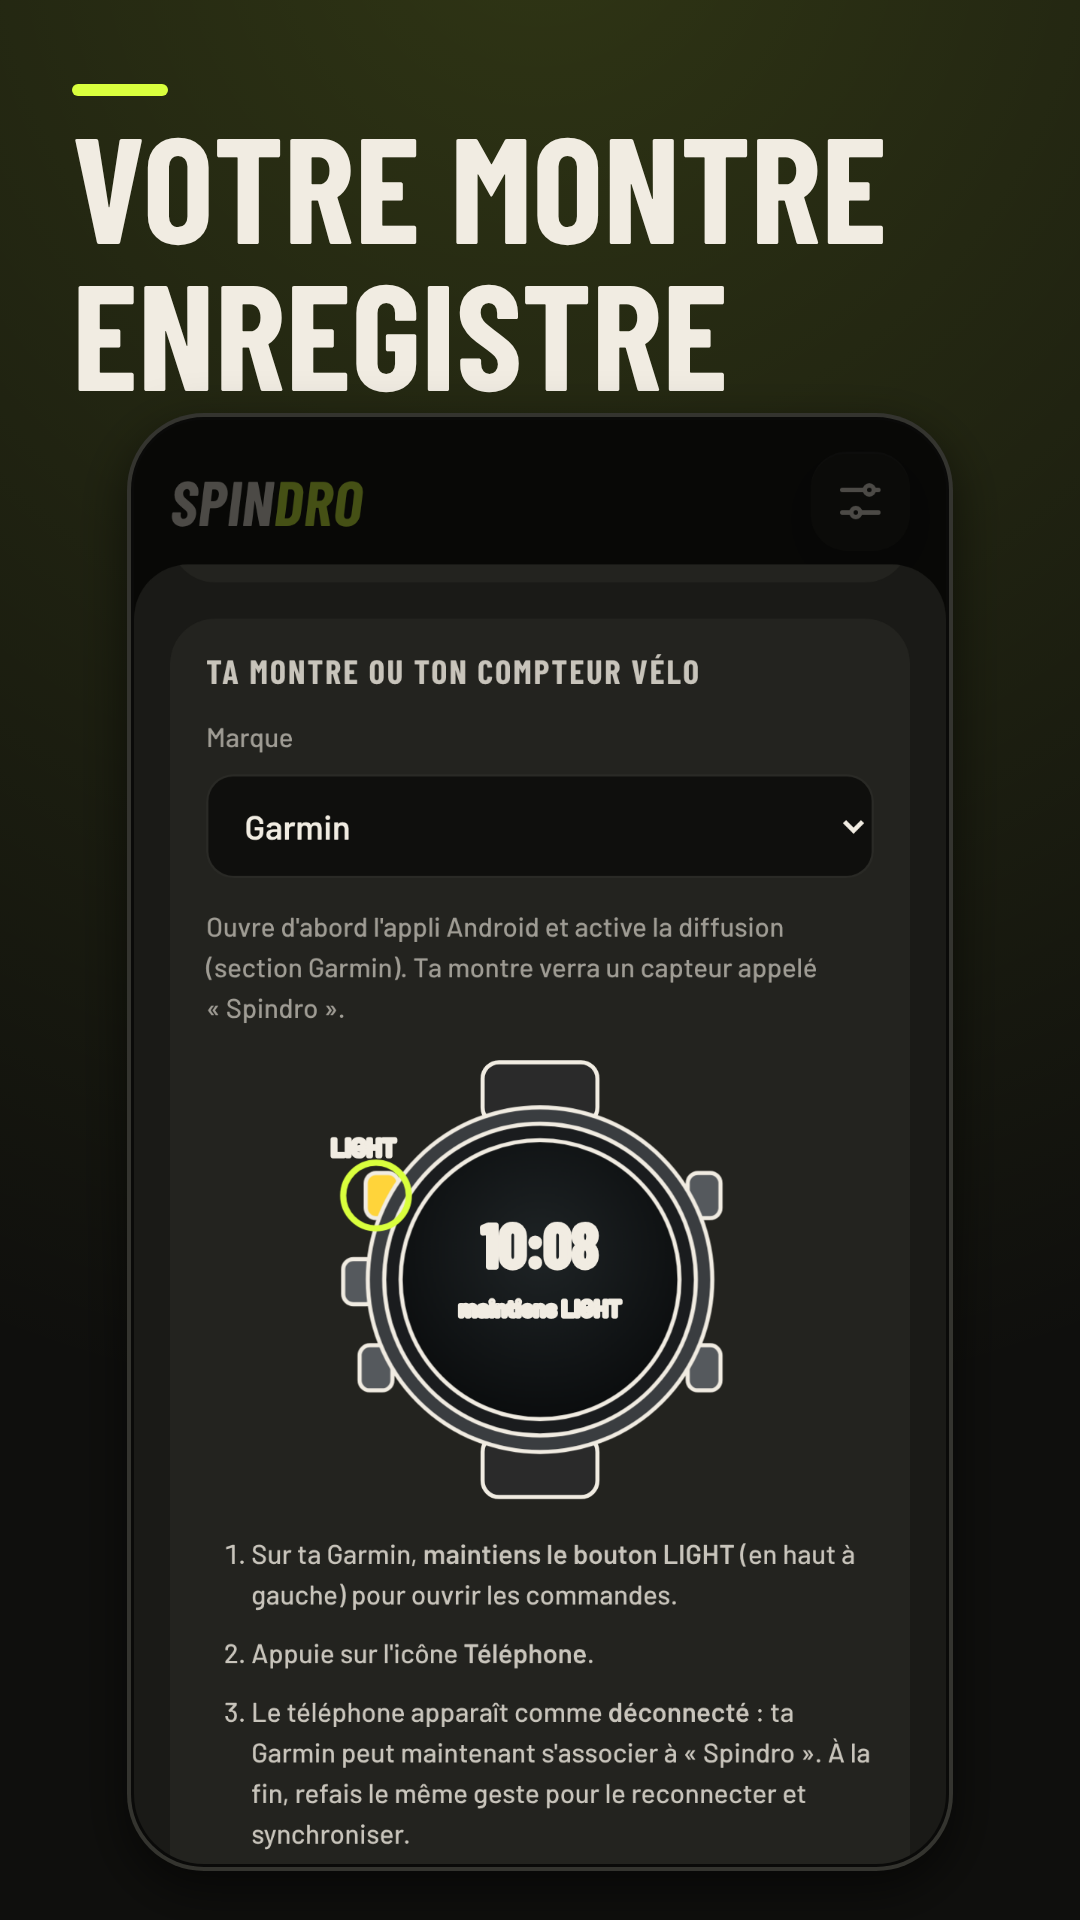 VOTRE MONTRE
ENREGISTRE
SPINDRO
TA MONTRE OU TON COMPTEUR VÉLO
Marque
Garmin
Ouvre d'abord l'appli Android et active la diffusion
(section Garmin). Ta montre verra un capteur appelé
« Spindro ».
LIGHT
10:08
maintiens LIGHT
1. Sur ta Garmin, maintiens le bouton LIGHT (en haut à
gauche) pour ouvrir les commandes.
2. Appuie sur l'icône Téléphone.
3. Le téléphone apparaît comme déconnecté : ta
Garmin peut maintenant s'associer à « Spindro ». À la
fin, refais le même geste pour le reconnecter et
synchroniser.